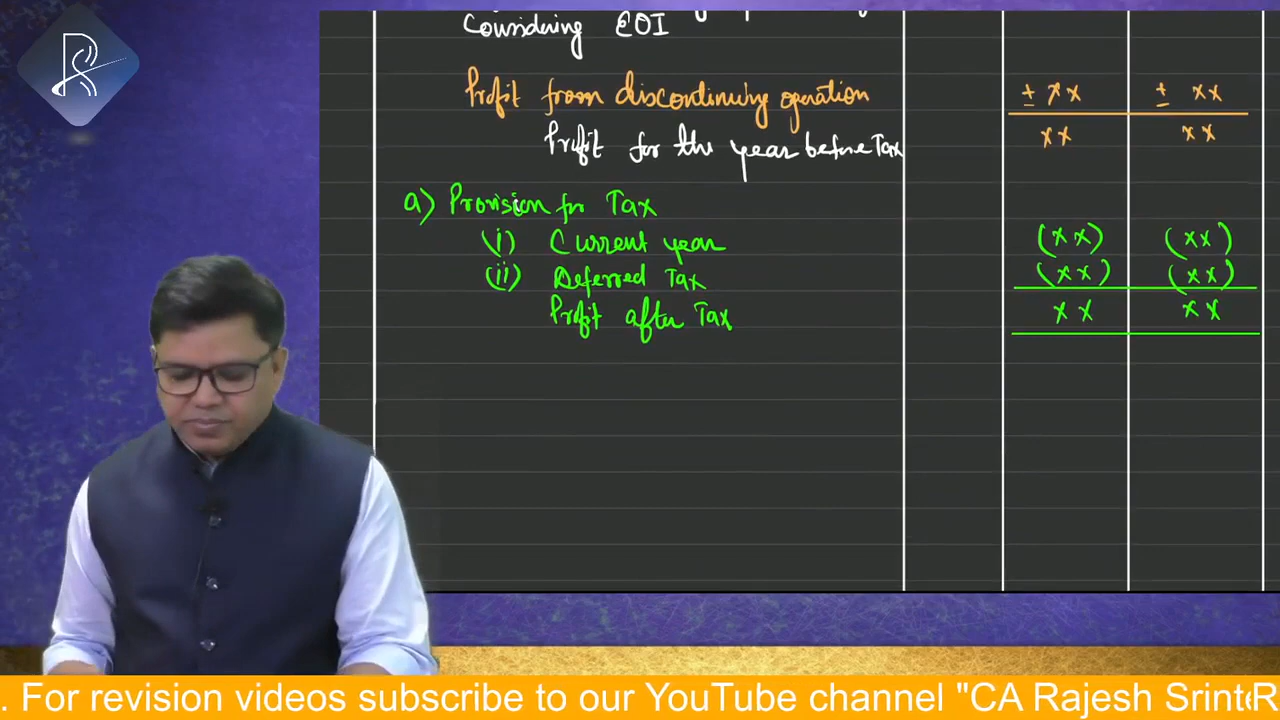 Considering EOI
Profit from discontinuing operation ± xx ± xx
Profit for the year before Tax xx xx
a) Provision for Tax
(i) Current year (xx) (xx)
(ii) Deferred Tax (xx) (xx)
Profit after Tax xx xx
. For revision videos subscribe to our YouTube channel "CA Rajesh